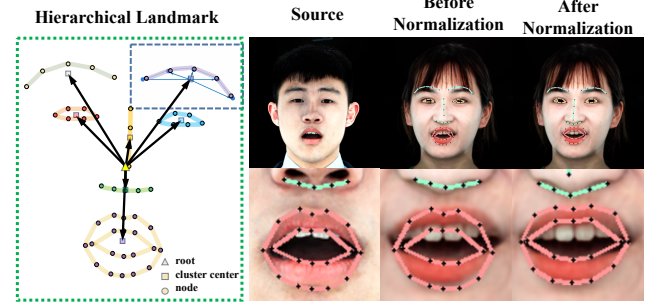 Hierarchical Landmark
Source
Before
Normalization
After
Normalization
root
cluster center
node